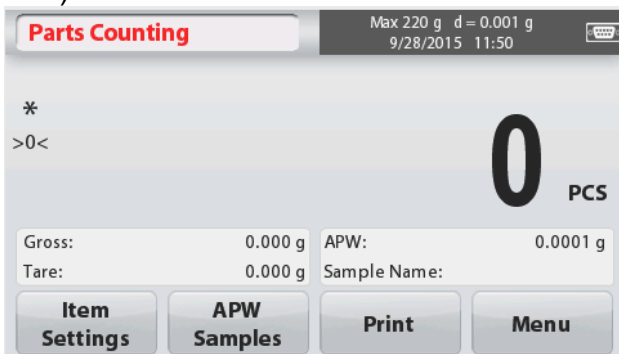 Parts Counting
Max 220 g d = 0.001 g
9/28/2015 11:50
*
>0<
0 PCS
Gross: 0.000 g
APW: 0.0001 g
Tare: 0.000 g
Sample Name:
Item Settings
APW Samples
Print
Menu